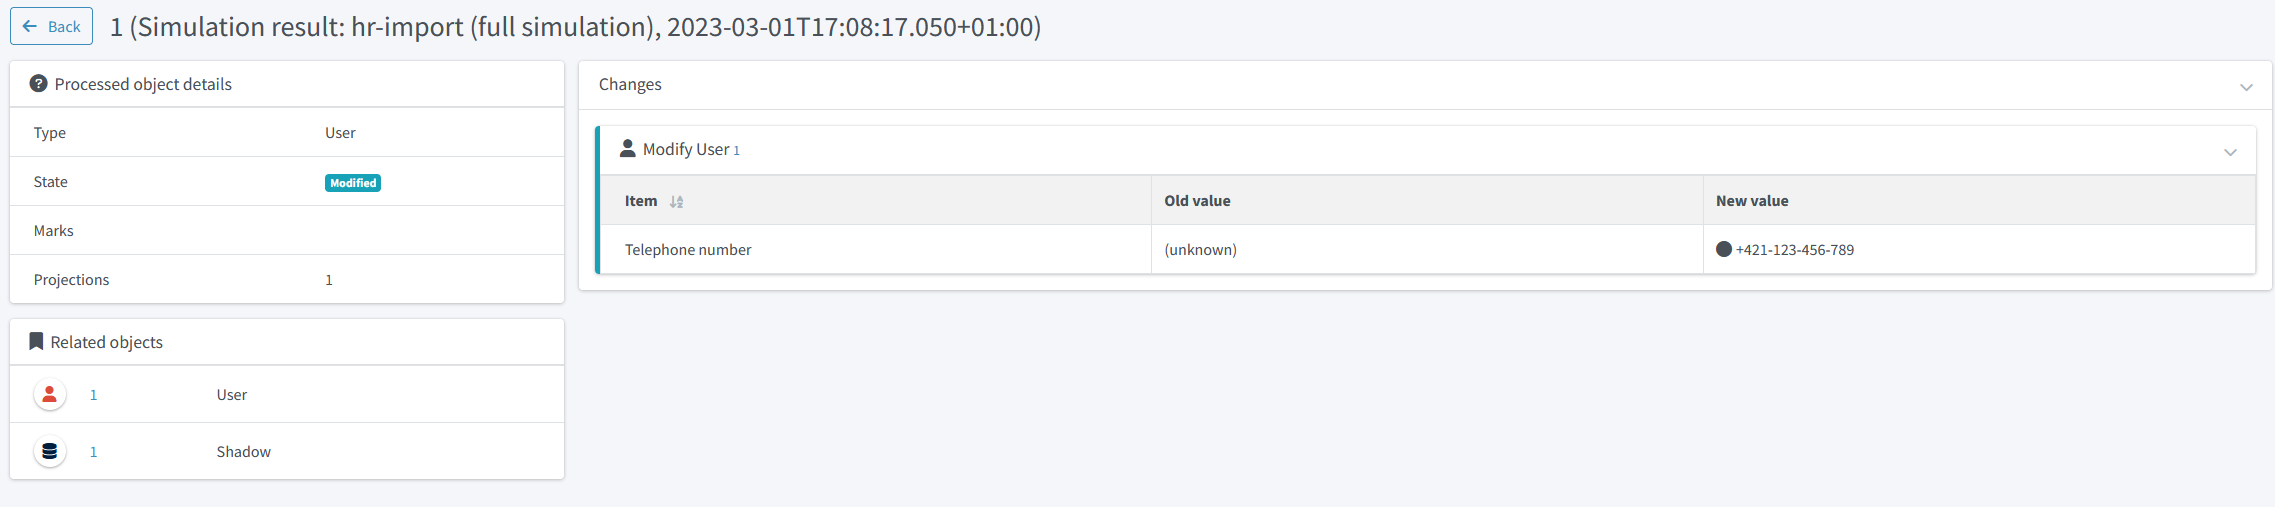 Back
1 (Simulation result: hr-import (full simulation), 2023-03-01T17:08:17.050+01:00)
Processed object details
Type User
State Modified
Marks
Projections 1
Related objects
1 User
1 Shadow
Changes
Modify User 1
Item Old value New value
Telephone number (unknown) +421-123-456-789